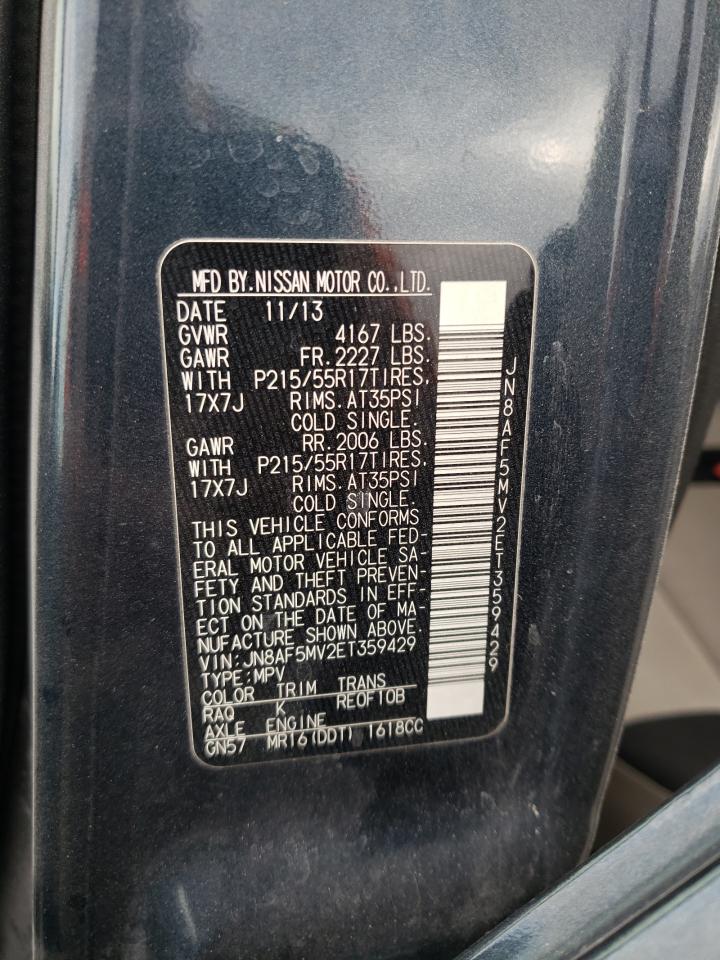 MFD BY.NISSAN MOTOR CO.,LTD.
DATE 11/13
GVWR 4167 LBS.
GAWR FR.2227 LBS.
WITH P215/55R17TIRES,
17X7J RIMS.AT35PSI
COLD SINGLE.
GAWR RR.2006 LBS.
WITH P215/55R17TIRES,
17X7J RIMS.AT35PSI
COLD SINGLE.
THIS VEHICLE CONFORMS
TO ALL APPLICABLE FED-
ERAL MOTOR VEHICLE SA-
FETY AND THEFT PREVEN-
TION STANDARDS IN EFF-
ECT ON THE DATE OF MA-
NUFACTURE SHOWN ABOVE.
VIN:JN8AF5MV2ET359429
TYPE:MPV
COLOR TRIM TRANS
RAQ K RE0F10B
AXLE ENGINE
GN57 MR16(DDT) 1618CC
JN8AF5MV2ET359429